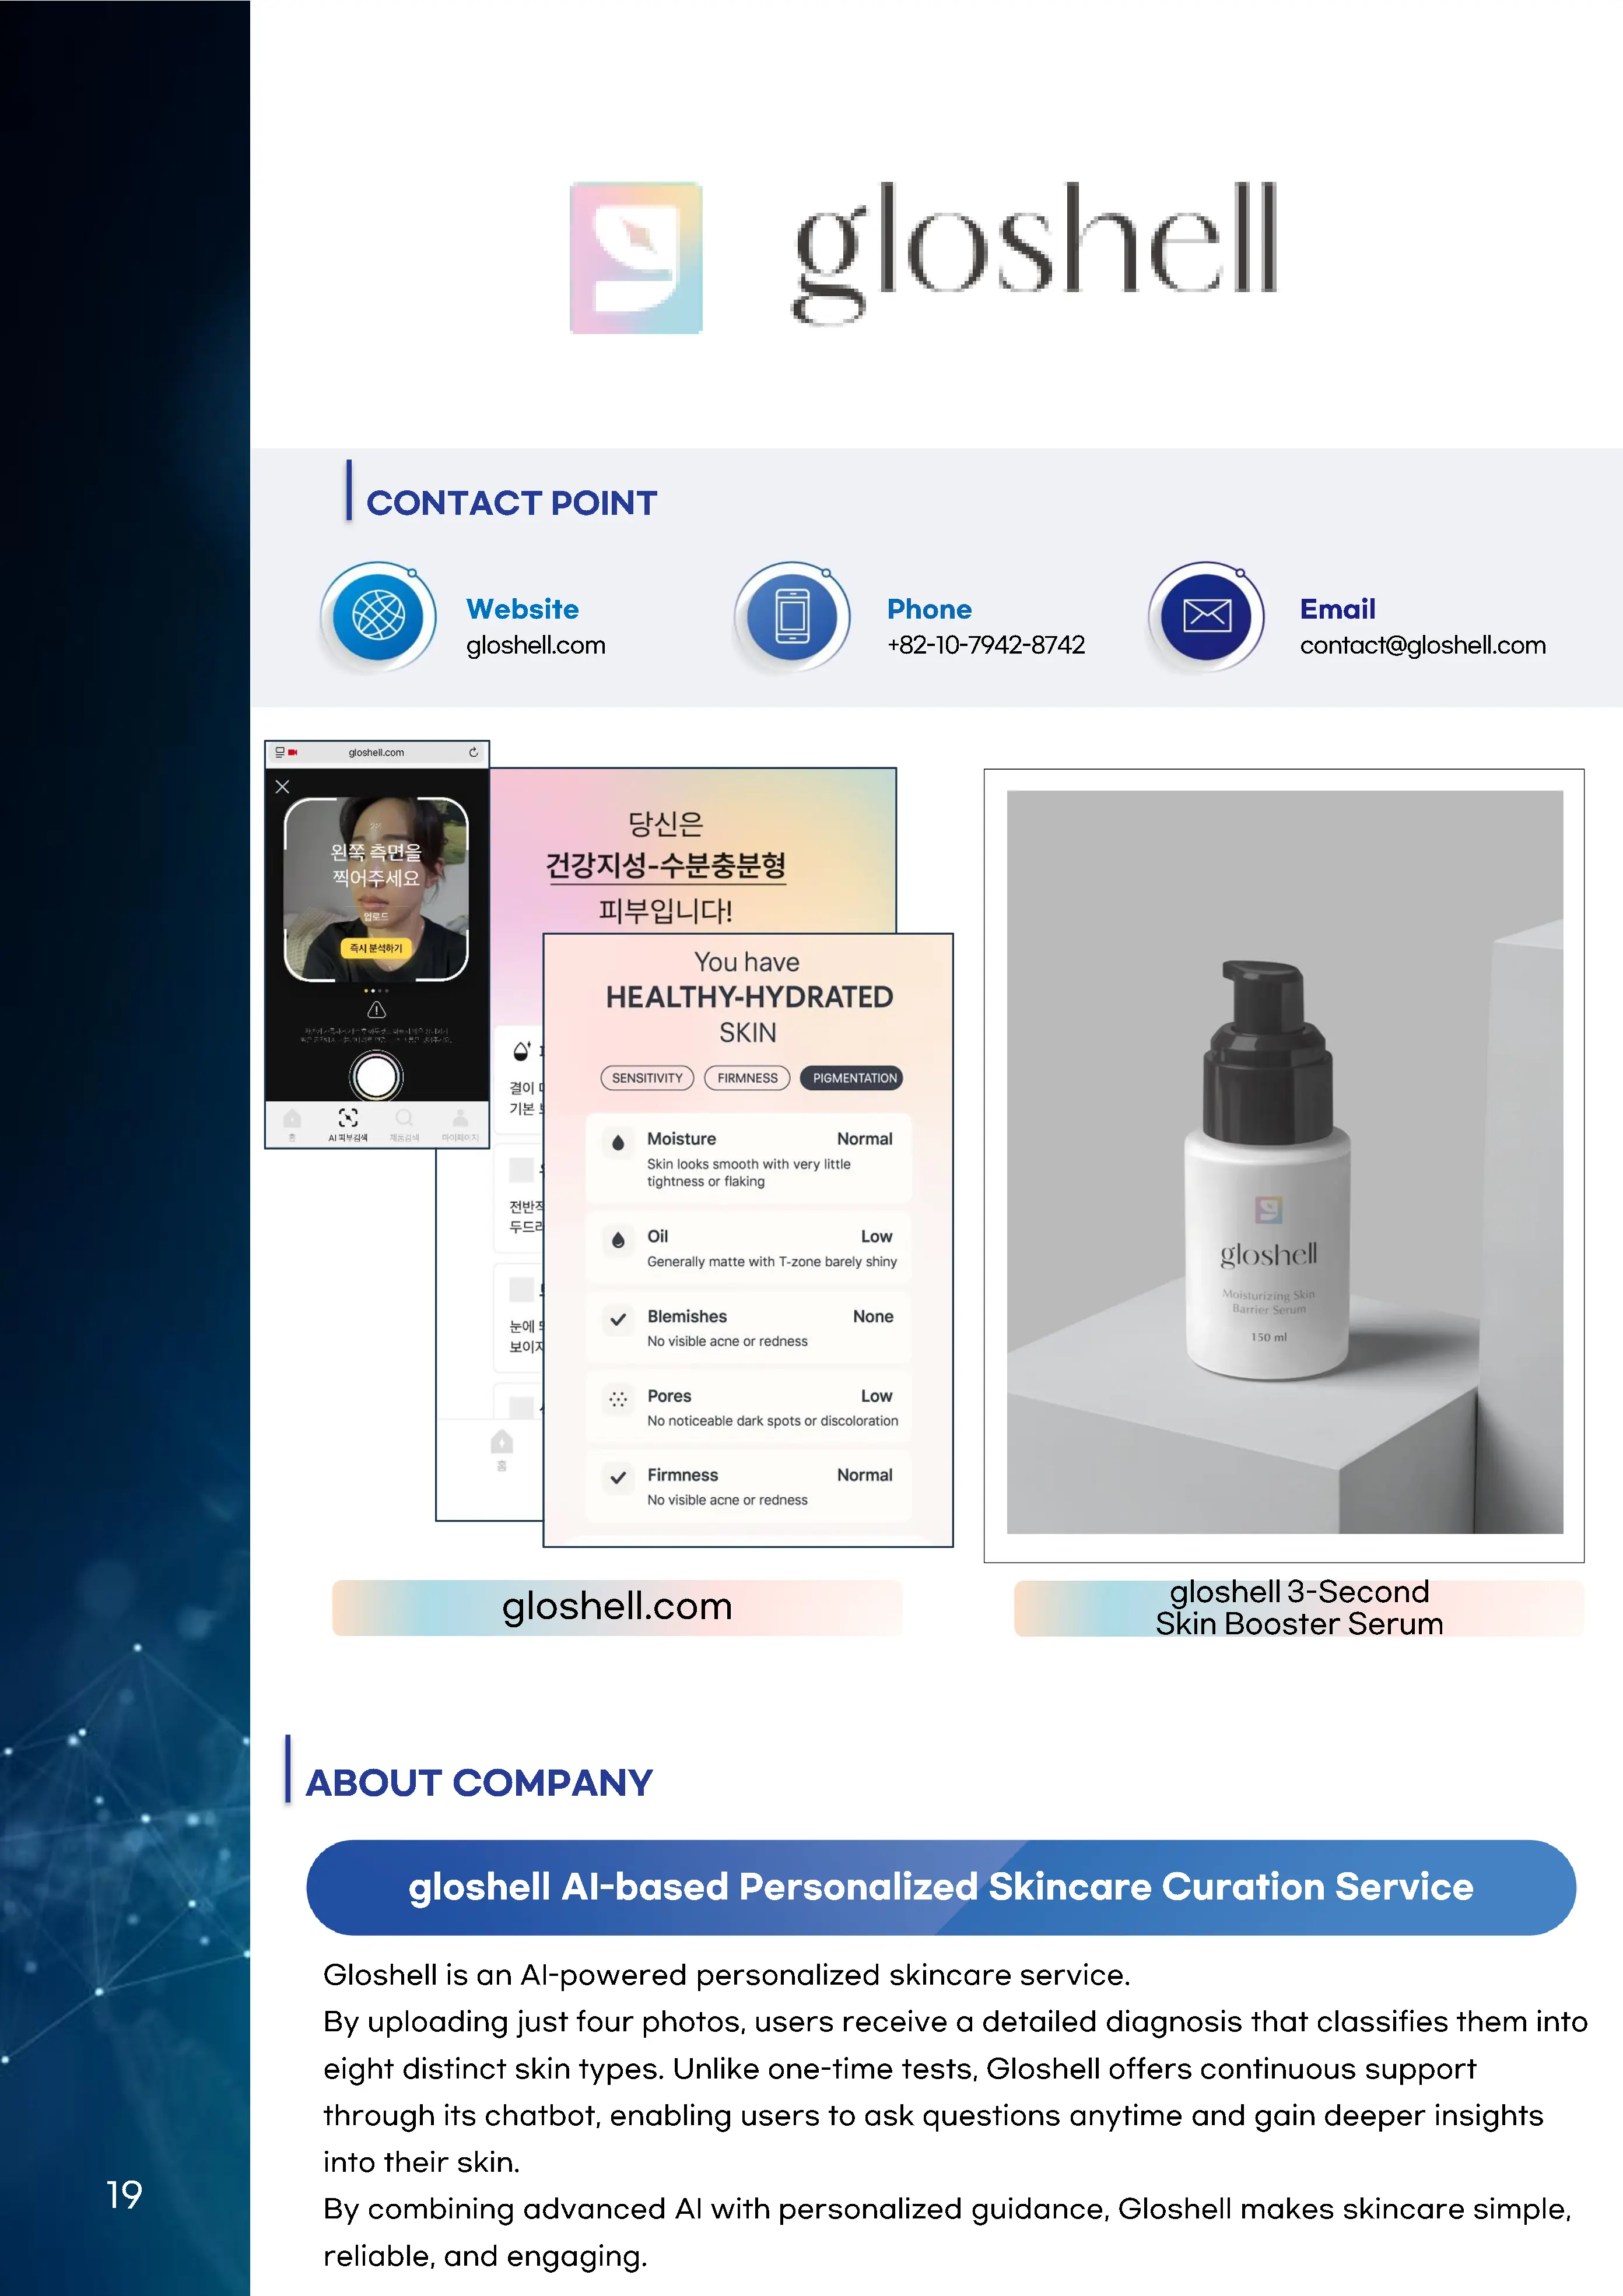 gloshell
CONTACT POINT
Website
gloshell.com
Phone
+82-10-7942-8742
Email
contact@gloshell.com
gloshell.com
왼쪽 측면을
찍어주세요
업로드
즉시 분석하기
홈
AI 피부검색
제품검색
마이페이지
당신은
건강지성-수분충분형
피부입니다!
결이
기본
전반적
두드러
눈에
보이지
홈
You have
HEALTHY-HYDRATED
SKIN
SENSITIVITY
FIRMNESS
PIGMENTATION
Moisture Normal
Skin looks smooth with very little
tightness or flaking
Oil Low
Generally matte with T-zone barely shiny
Blemishes None
No visible acne or redness
Pores Low
No noticeable dark spots or discoloration
Firmness Normal
No visible acne or redness
gloshell
Moisturizing Skin
Barrier Serum
150 ml
gloshell.com
gloshell 3-Second
Skin Booster Serum
ABOUT COMPANY
gloshell AI-based Personalized Skincare Curation Service
Gloshell is an AI-powered personalized skincare service.
By uploading just four photos, users receive a detailed diagnosis that classifies them into
eight distinct skin types. Unlike one-time tests, Gloshell offers continuous support
through its chatbot, enabling users to ask questions anytime and gain deeper insights
into their skin.
By combining advanced AI with personalized guidance, Gloshell makes skincare simple,
reliable, and engaging.
19